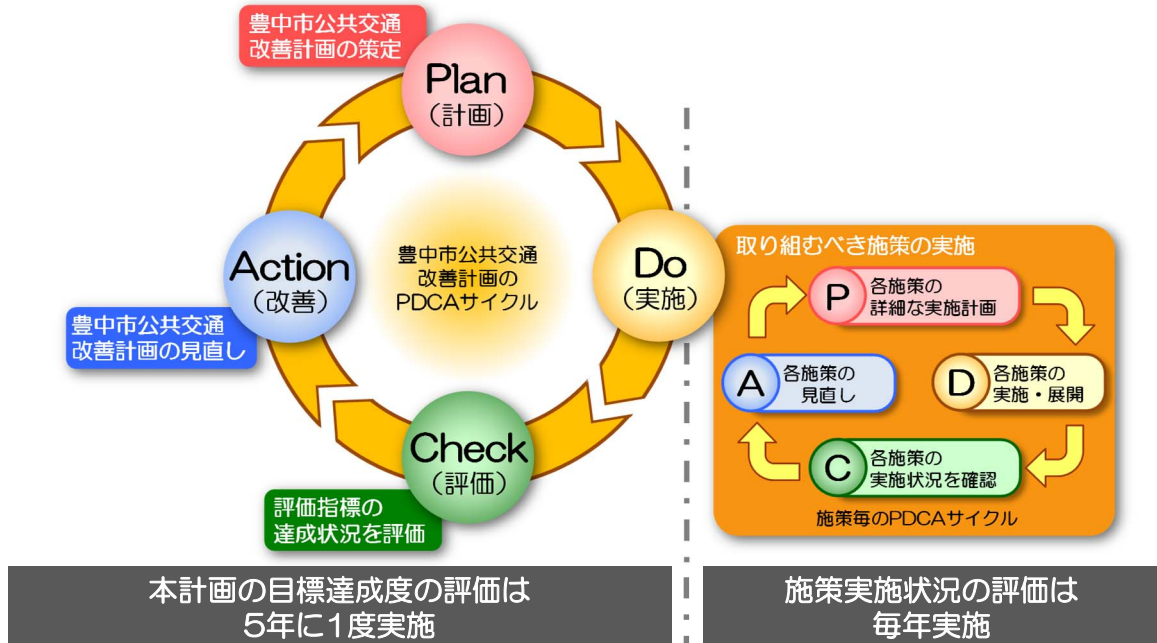 豊中市公共交通
改善計画の策定
Plan
(計画)
Do
(実施)
Check
(評価)
Action
(改善)
豊中市公共交通
改善計画の
PDCAサイクル
豊中市公共交通
改善計画の見直し
評価指標の
達成状況を評価
取り組むべき施策の実施
P
各施策の
詳細な実施計画
D
各施策の
実施・展開
C
各施策の
実施状況を確認
A
各施策の
見直し
施策毎のPDCAサイクル
本計画の目標達成度の評価は
5年に1度実施
施策実施状況の評価は
毎年実施